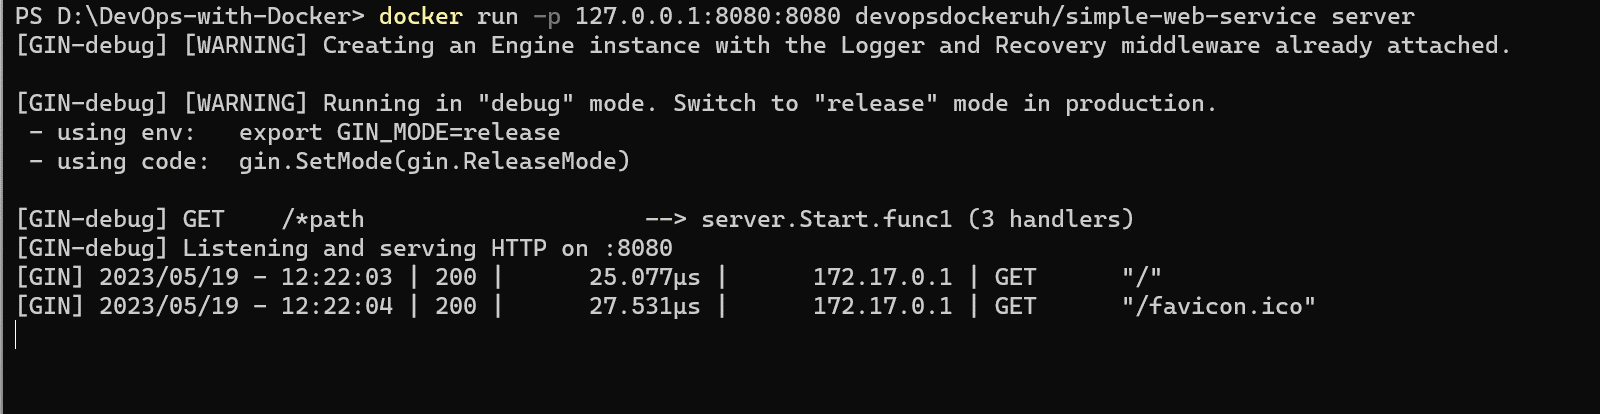 PS D:\DevOps-with-Docker> docker run -p 127.0.0.1:8080:8080 devopsdockeruh/simple-web-service server
[GIN-debug] [WARNING] Creating an Engine instance with the Logger and Recovery middleware already attached.
[GIN-debug] [WARNING] Running in "debug" mode. Switch to "release" mode in production.
 - using env:   export GIN_MODE=release
 - using code:  gin.SetMode(gin.ReleaseMode)
[GIN-debug] GET    /*path                    --> server.Start.func1 (3 handlers)
[GIN-debug] Listening and serving HTTP on :8080
[GIN] 2023/05/19 - 12:22:03 | 200 |      25.077µs |      172.17.0.1 | GET      "/"
[GIN] 2023/05/19 - 12:22:04 | 200 |      27.531µs |      172.17.0.1 | GET      "/favicon.ico"